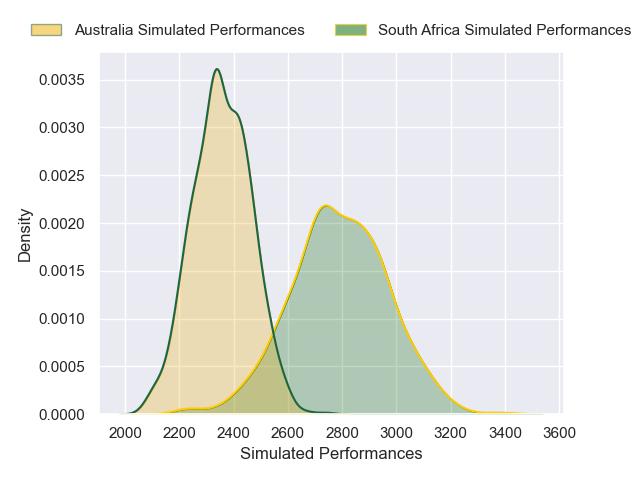 Australia Simulated Performances
South Africa Simulated Performances
Density
0.0035
0.0030
0.0025
0.0020
0.0015
0.0010
0.0005
0.0000
2000 2200 2400 2600 2800 3000 3200 3400 3600
Simulated Performances